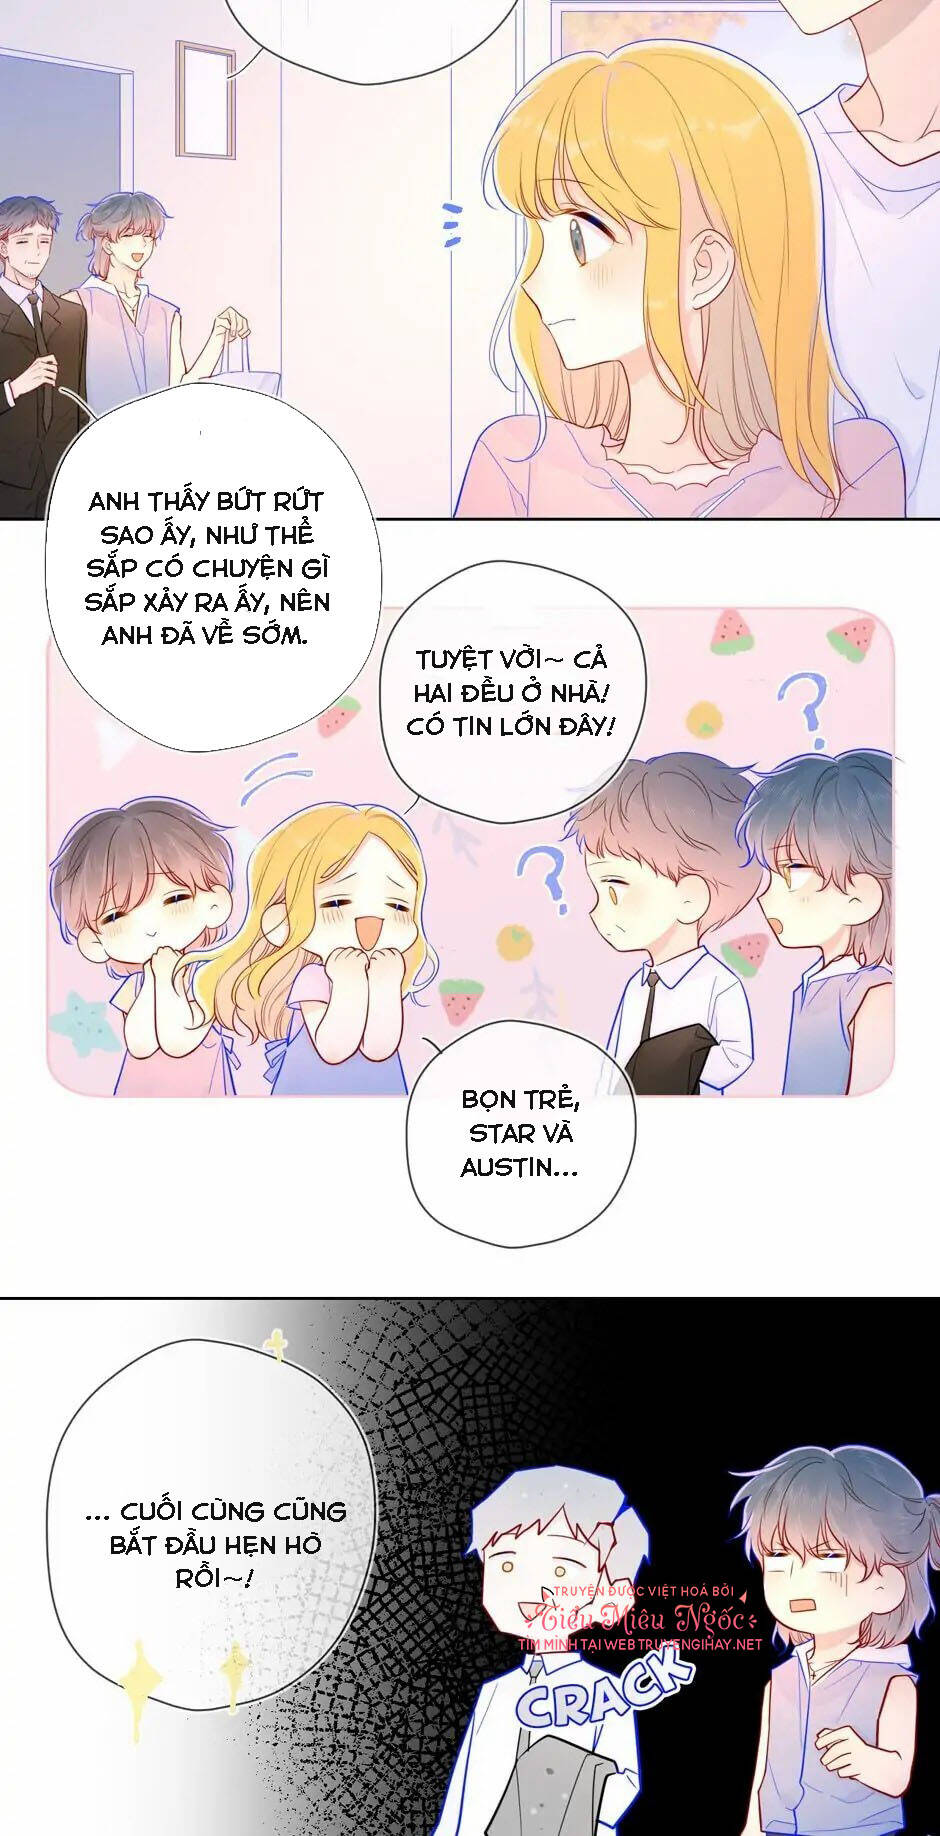 ANH THẤY BỨT RỨT
SAO ẤY, NHƯ THỂ
SẮP CÓ CHUYỆN GÌ
SẮP XẢY RA ẤY, NÊN
ANH ĐÃ VỀ SỚM.
TUYỆT VỜI~ CẢ
HAI ĐỀU Ở NHÀ!
CÓ TIN LỚN ĐÂY!
?
?
BỌN TRẺ,
STAR VÀ
AUSTIN...
... CUỐI CÙNG CŨNG
BẮT ĐẦU HẸN HÒ
RỒI~!
TRUYỆN ĐƯỢC VIỆT HOÁ BỞI
Tiểu Miêu Ngốc
TÌM MÌNH TẠI WEB TRUYENGIHAY.NET
CRACK